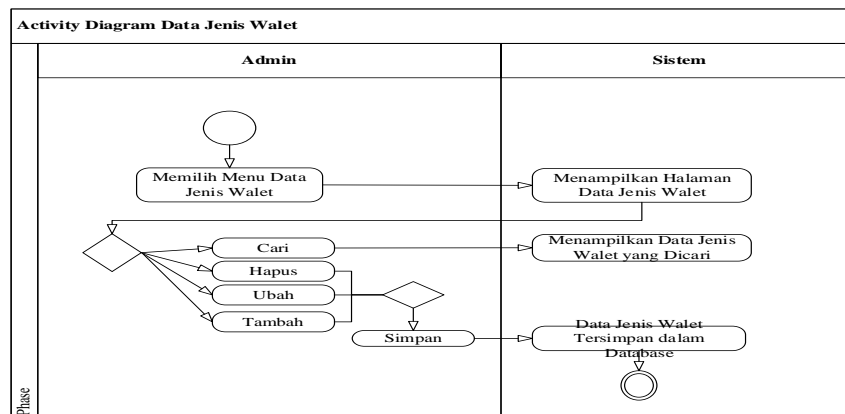 Activity Diagram Data Jenis Walet
Admin
Sistem
Memilih Menu Data
Jenis Walet
Menampilkan Halaman
Data Jenis Walet
Cari
Menampilkan Data Jenis
Walet yang Dicari
Hapus
Ubah
Tambah
Simpan
Data Jenis Walet
Tersimpan dalam
Database
Phase